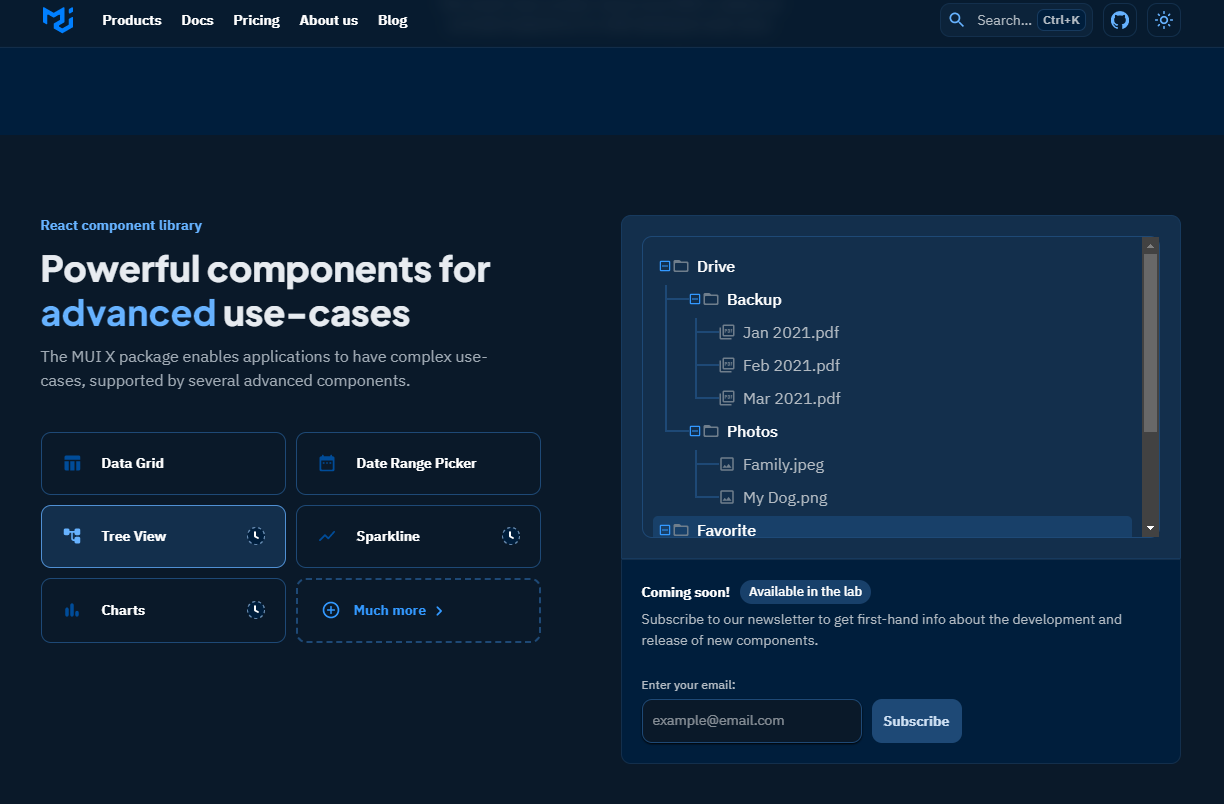 Products Docs Pricing About us Blog Search... Ctrl+K
React component library
Powerful components for
advanced use-cases
The MUI X package enables applications to have complex use-
cases, supported by several advanced components.
Data Grid
Date Range Picker
Tree View
Sparkline
Charts
Much more
Drive
Backup
Jan 2021.pdf
Feb 2021.pdf
Mar 2021.pdf
Photos
Family.jpeg
My Dog.png
Favorite
Coming soon! Available in the lab
Subscribe to our newsletter to get first-hand info about the development and
release of new components.
Enter your email:
example@email.com Subscribe